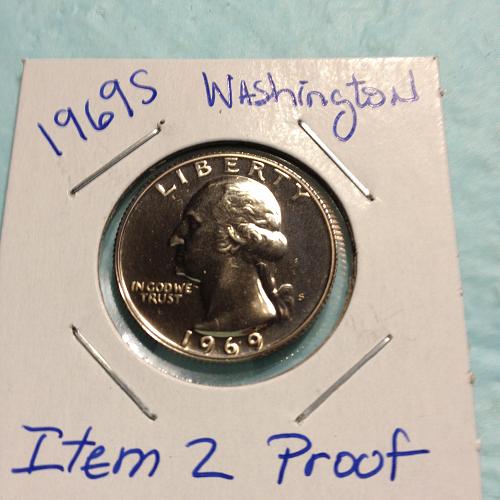 1969S Washington
LIBERTY
IN GOD WE
TRUST
S
1969
Item 2 Proof